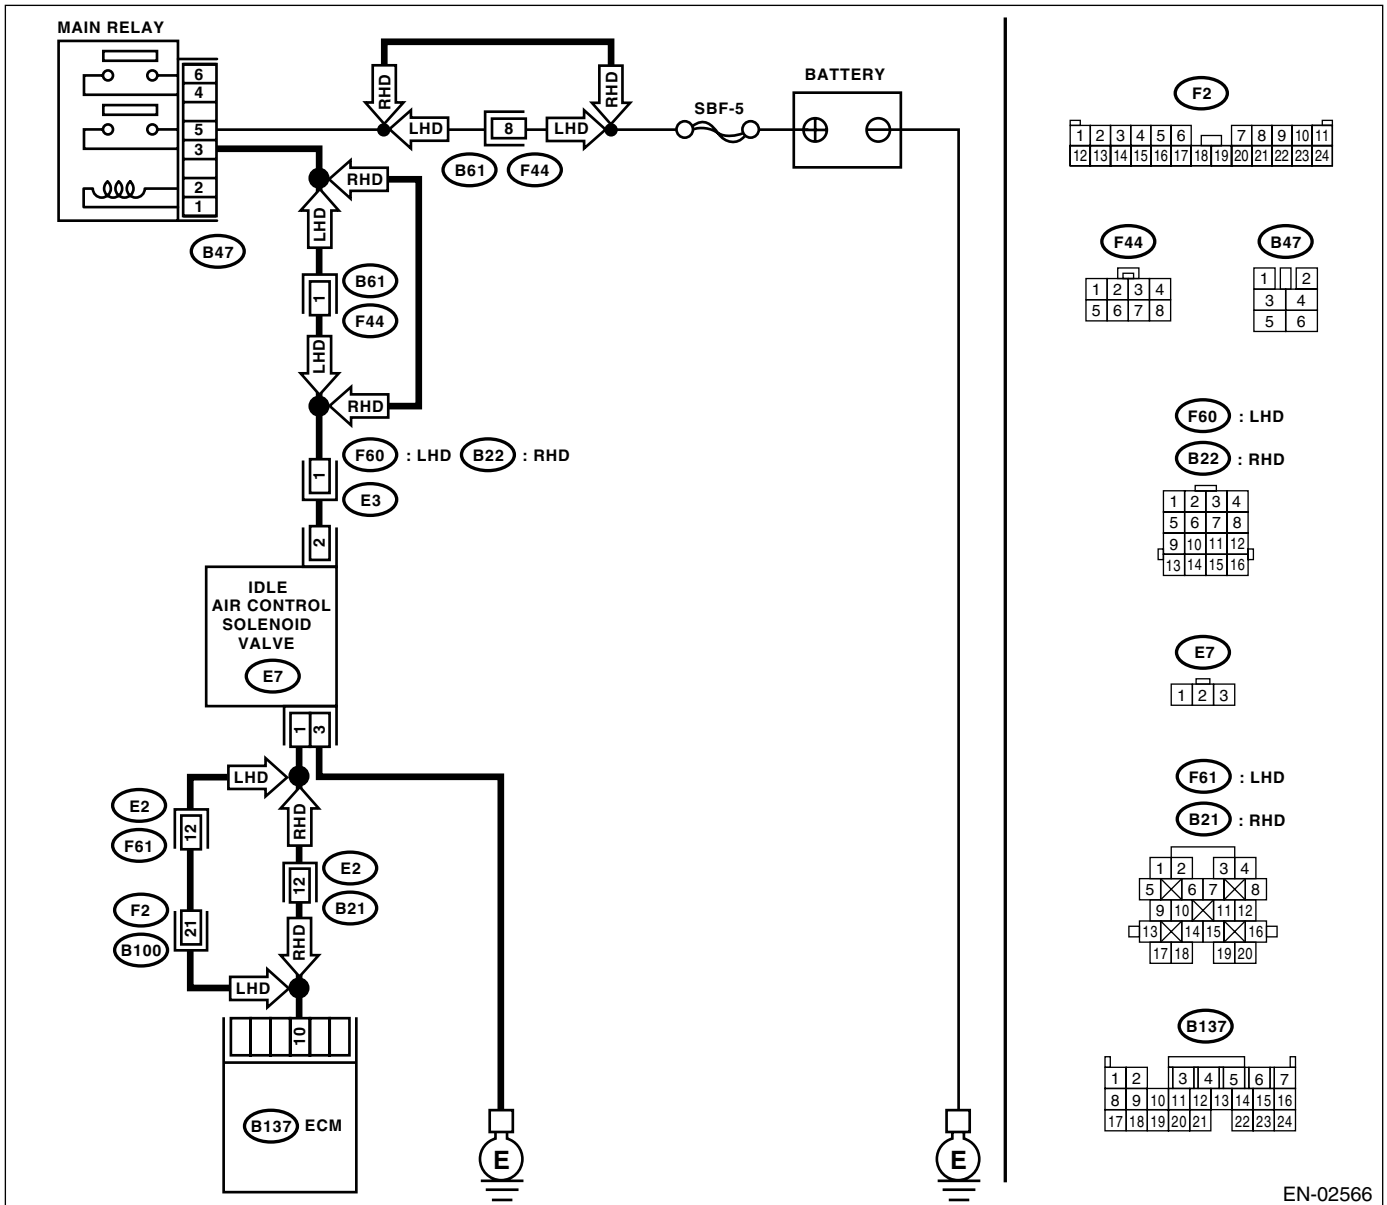 MAIN RELAY
6
4
5
3
2
1
B47
RHD
LHD
8
LHD
RHD
B61 F44
SBF-5
BATTERY
RHD
LHD
1
B61
F44
LHD
RHD
1
F60 : LHD B22 : RHD
E3
2
IDLE
AIR CONTROL
SOLENOID
VALVE
E7
1 3
LHD
RHD
E2
F61
12
12
E2
B21
F2
B100
21
RHD
LHD
10
B137 ECM
E
E
F2
1 2 3 4 5 6 7 8 9 10 11
12 13 14 15 16 17 18 19 20 21 22 23 24
F44
1 2 3 4
5 6 7 8
B47
1 2
3 4
5 6
F60 : LHD
B22 : RHD
1 2 3 4
5 6 7 8
9 10 11 12
13 14 15 16
E7
1 2 3
F61 : LHD
B21 : RHD
1 2 3 4
5 6 7 8
9 10 11 12
13 14 15 16
17 18 19 20
B137
1 2 3 4 5 6 7
8 9 10 11 12 13 14 15 16
17 18 19 20 21 22 23 24
EN-02566